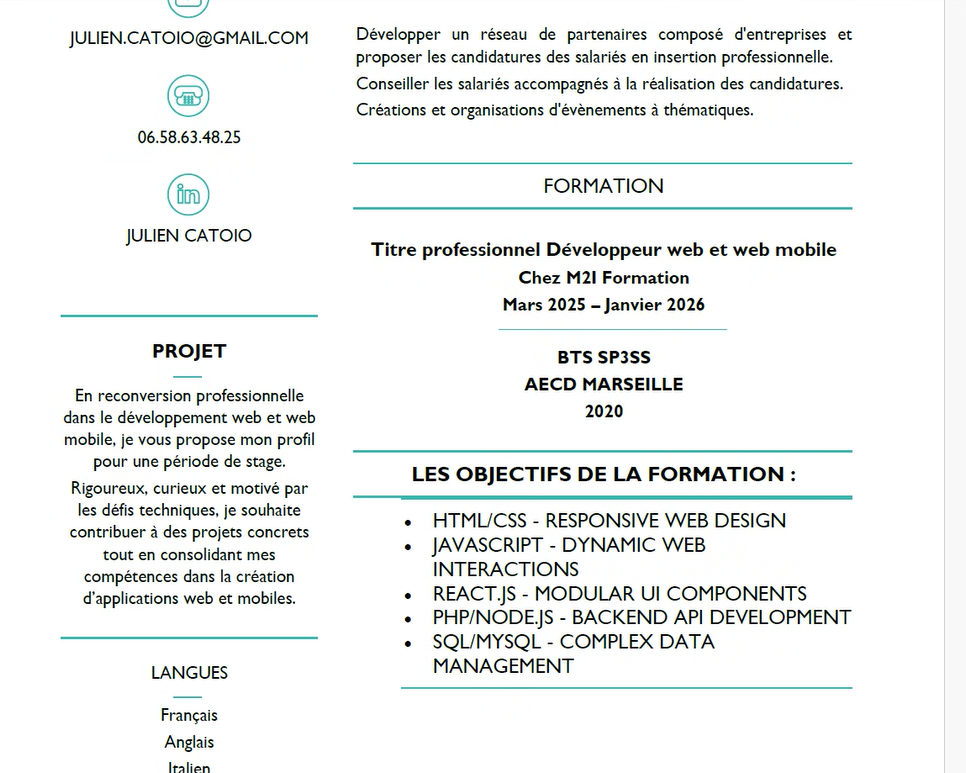 JULIEN.CATOIO@GMAIL.COM
06.58.63.48.25
in
JULIEN CATOIO
PROJET
En reconversion professionnelle
dans le développement web et web
mobile, je vous propose mon profil
pour une période de stage.
Rigoureux, curieux et motivé par
les défis techniques, je souhaite
contribuer à des projets concrets
tout en consolidant mes
compétences dans la création
d’applications web et mobiles.
LANGUES
Français
Anglais
Italien
Développer un réseau de partenaires composé d'entreprises et
proposer les candidatures des salariés en insertion professionnelle.
Conseiller les salariés accompagnés à la réalisation des candidatures.
Créations et organisations d'évènements à thématiques.
FORMATION
Titre professionnel Développeur web et web mobile
Chez M2I Formation
Mars 2025 – Janvier 2026
BTS SP3SS
AECD MARSEILLE
2020
LES OBJECTIFS DE LA FORMATION :
• HTML/CSS - RESPONSIVE WEB DESIGN
• JAVASCRIPT - DYNAMIC WEB
INTERACTIONS
• REACT.JS - MODULAR UI COMPONENTS
• PHP/NODE.JS - BACKEND API DEVELOPMENT
• SQL/MYSQL - COMPLEX DATA
MANAGEMENT